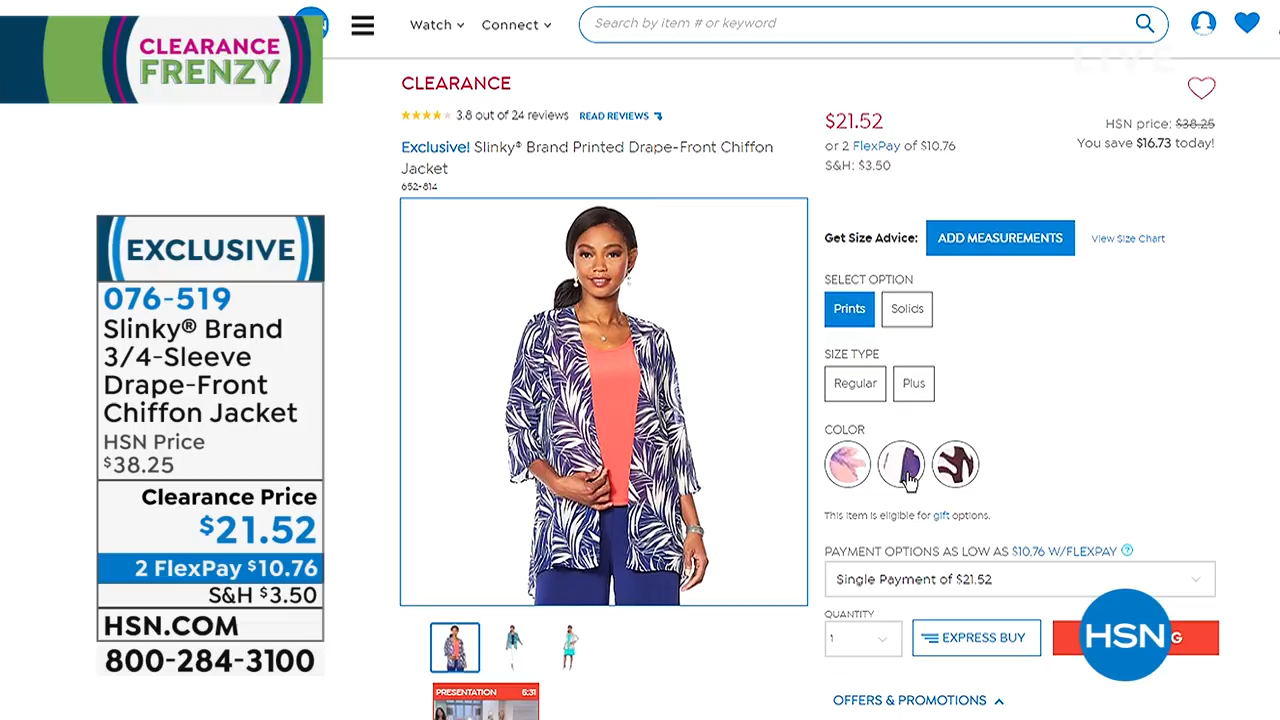 CLEARANCE
FRENZY
Watch
Connect
Search by item # or keyword
LIVE
CLEARANCE
3.8 out of 24 reviews READ REVIEWS
Exclusive! Slinky® Brand Printed Drape-Front Chiffon
Jacket
652-814
$21.52
or 2 FlexPay of $10.76
S&H: $3.50
HSN price: $38.25
You save $16.73 today!
EXCLUSIVE
076-519
Slinky® Brand
3/4-Sleeve
Drape-Front
Chiffon Jacket
HSN Price
$38.25
Clearance Price
$21.52
2 FlexPay $10.76
S&H $3.50
HSN.COM
800-284-3100
Get Size Advice: ADD MEASUREMENTS View Size Chart
SELECT OPTION
Prints Solids
SIZE TYPE
Regular Plus
COLOR
This item is eligible for gift options.
PAYMENT OPTIONS AS LOW AS $10.76 W/FLEXPAY ?
Single Payment of $21.52
QUANTITY
1
EXPRESS BUY
HSN
G
OFFERS & PROMOTIONS
PRESENTATION 6:31